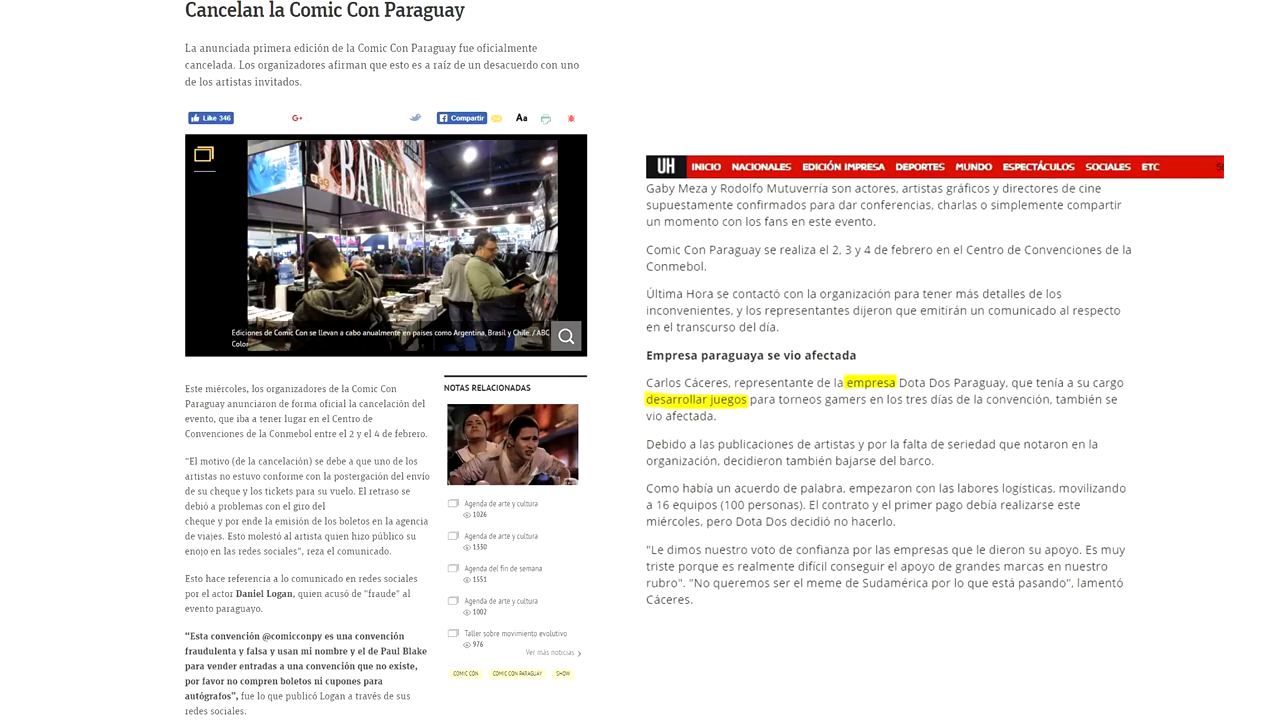 Cancelan la Comic Con Paraguay
La anunciada primera edición de la Comic Con Paraguay fue oficialmente
cancelada. Los organizadores afirman que esto es a raíz de un desacuerdo con uno
de los artistas invitados.
Like 346
G+
Compartir
Aa
BATMAN
Ediciones de Comic Con se llevan a cabo anualmente en países como Argentina, Brasil y Chile. / ABC
Color
Este miércoles, los organizadores de la Comic Con
Paraguay anunciaron de forma oficial la cancelación del
evento, que iba a tener lugar en el Centro de
Convenciones de la Conmebol entre el 2 y el 4 de febrero.
"El motivo (de la cancelación) se debe a que uno de los
artistas no estuvo conforme con la postergación del envío
de su cheque y los tickets para su vuelo. El retraso se
debió a problemas con el giro del
cheque y por ende la emisión de los boletos en la agencia
de viajes. Esto molestó al artista quien hizo público su
enojo en las redes sociales", reza el comunicado.
Esto hace referencia a lo comunicado en redes sociales
por el actor Daniel Logan, quien acusó de "fraude" al
evento paraguayo.
"Esta convención @comicconpy es una convención
fraudulenta y falsa y usan mi nombre y el de Paul Blake
para vender entradas a una convención que no existe,
por favor no compren boletos ni cupones para
autógrafos", fue lo que publicó Logan a través de sus
redes sociales.
NOTAS RELACIONADAS
Agenda de arte y cultura
1026
Agenda de arte y cultura
1350
Agenda del fin de semana
1551
Agenda de arte y cultura
1002
Taller sobre movimiento evolutivo
976
Ver más noticias
COMIC CON COMIC CON PARAGUAY SHOW
UH INICIO NACIONALES EDICIÓN IMPRESA DEPORTES MUNDO ESPECTÁCULOS SOCIALES ETC
Gaby Meza y Rodolfo Mutuverría son actores, artistas gráficos y directores de cine
supuestamente confirmados para dar conferencias, charlas o simplemente compartir
un momento con los fans en este evento.
Comic Con Paraguay se realiza el 2, 3 y 4 de febrero en el Centro de Convenciones de la
Conmebol.
Última Hora se contactó con la organización para tener más detalles de los
inconvenientes, y los representantes dijeron que emitirán un comunicado al respecto
en el transcurso del día.
Empresa paraguaya se vio afectada
Carlos Cáceres, representante de la empresa Dota Dos Paraguay, que tenía a su cargo
desarrollar juegos para torneos gamers en los tres días de la convención, también se
vio afectada.
Debido a las publicaciones de artistas y por la falta de seriedad que notaron en la
organización, decidieron también bajarse del barco.
Como había un acuerdo de palabra, empezaron con las labores logísticas, movilizando
a 16 equipos (100 personas). El contrato y el primer pago debía realizarse este
miércoles, pero Dota Dos decidió no hacerlo.
"Le dimos nuestro voto de confianza por las empresas que le dieron su apoyo. Es muy
triste porque es realmente difícil conseguir el apoyo de grandes marcas en nuestro
rubro". "No queremos ser el meme de Sudamérica por lo que está pasando", lamentó
Cáceres.